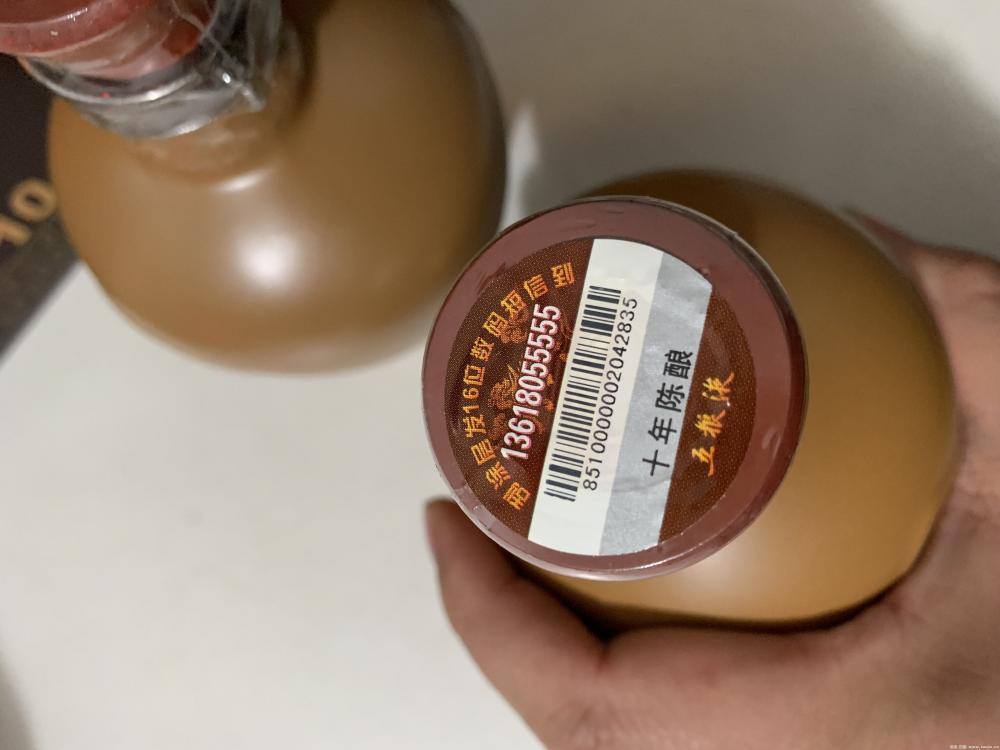 刮涂层发16位数码短信到
13618055555
8510000002042835
十年陈酿
五粮液